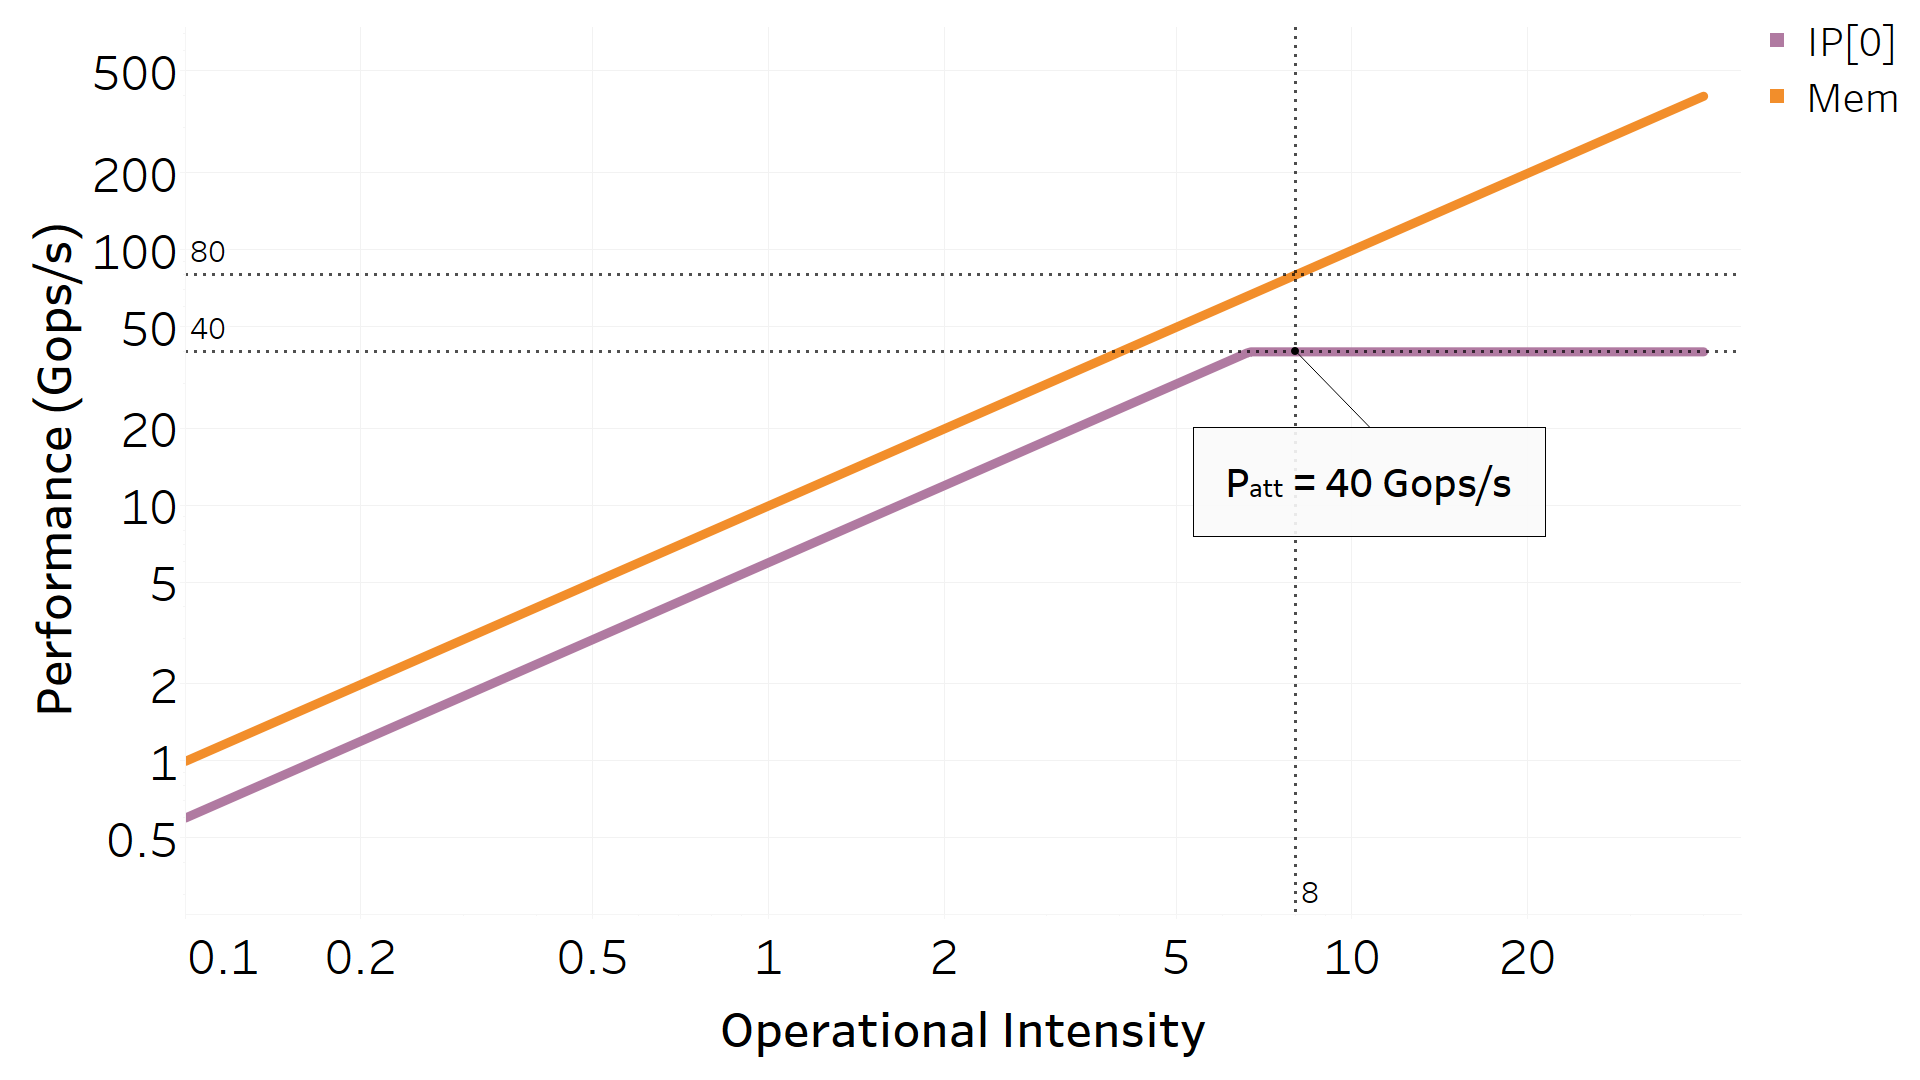 IP[0]
Mem
500
200
100
50
20
10
5
2
1
0.5
80
40
Performance (Gops/s)
Patt = 40 Gops/s
8
0.1 0.2 0.5 1 2 5 10 20
Operational Intensity